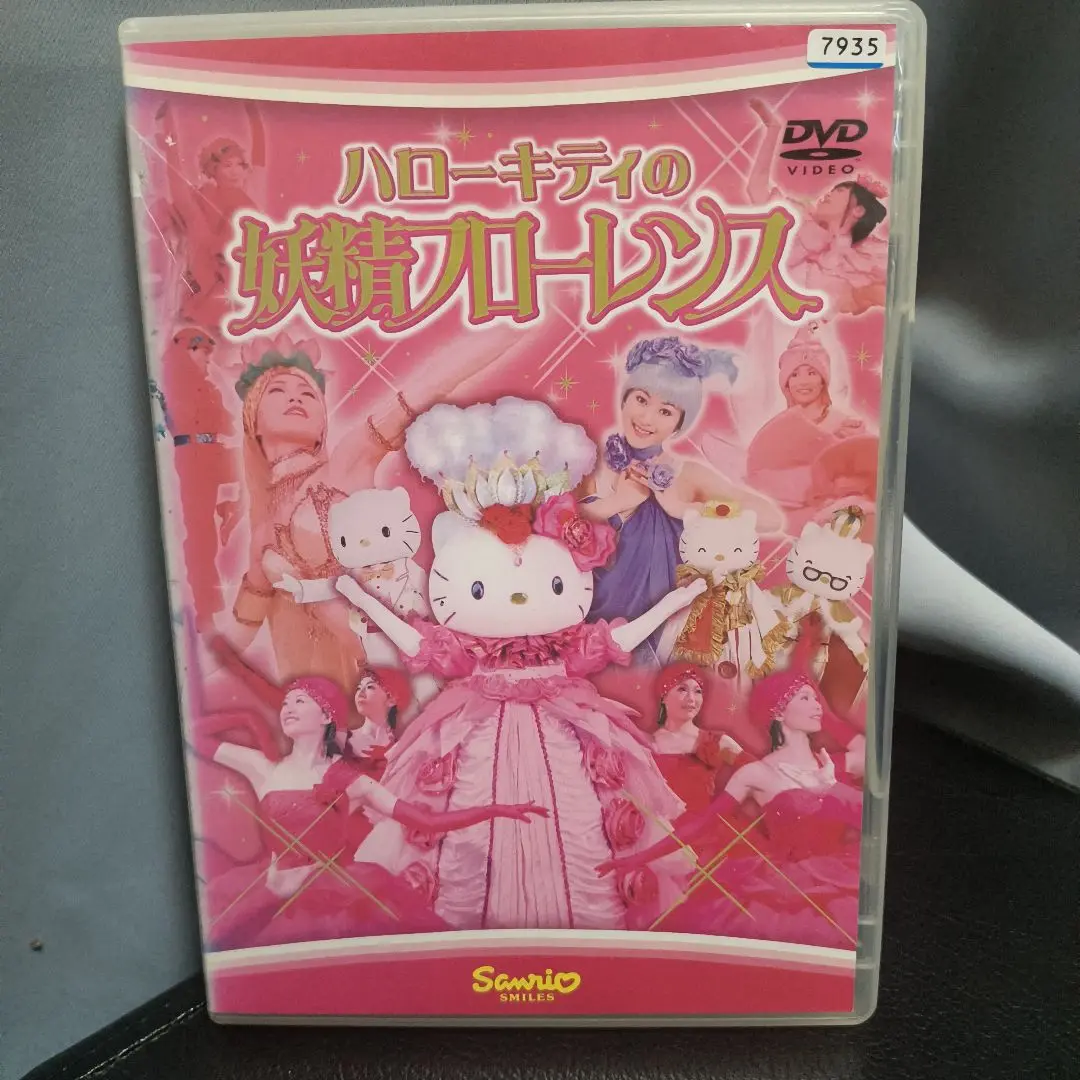 7935
DVD
VIDEO
ハローキティの
妖精フローレンス
Sanrio
SMILES